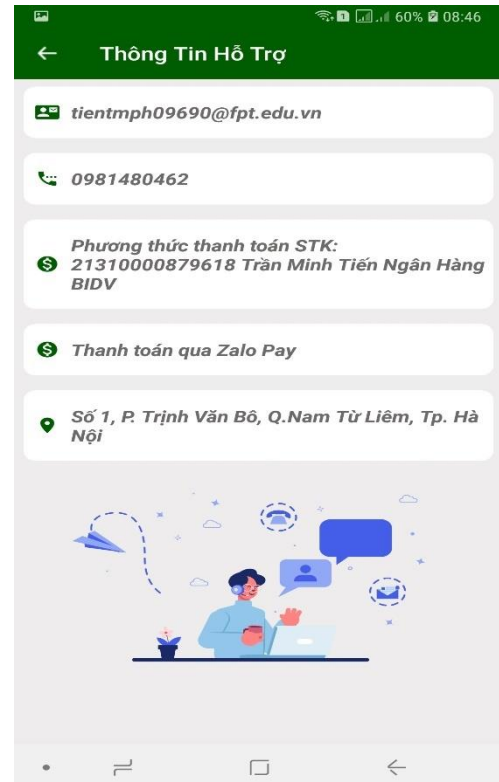 60% 08:46
Thông Tin Hỗ Trợ
tientmph09690@fpt.edu.vn
0981480462
Phương thức thanh toán STK:
21310000879618 Trần Minh Tiến Ngân Hàng
BIDV
Thanh toán qua Zalo Pay
Số 1, P. Trịnh Văn Bô, Q.Nam Từ Liêm, Tp. Hà
Nội